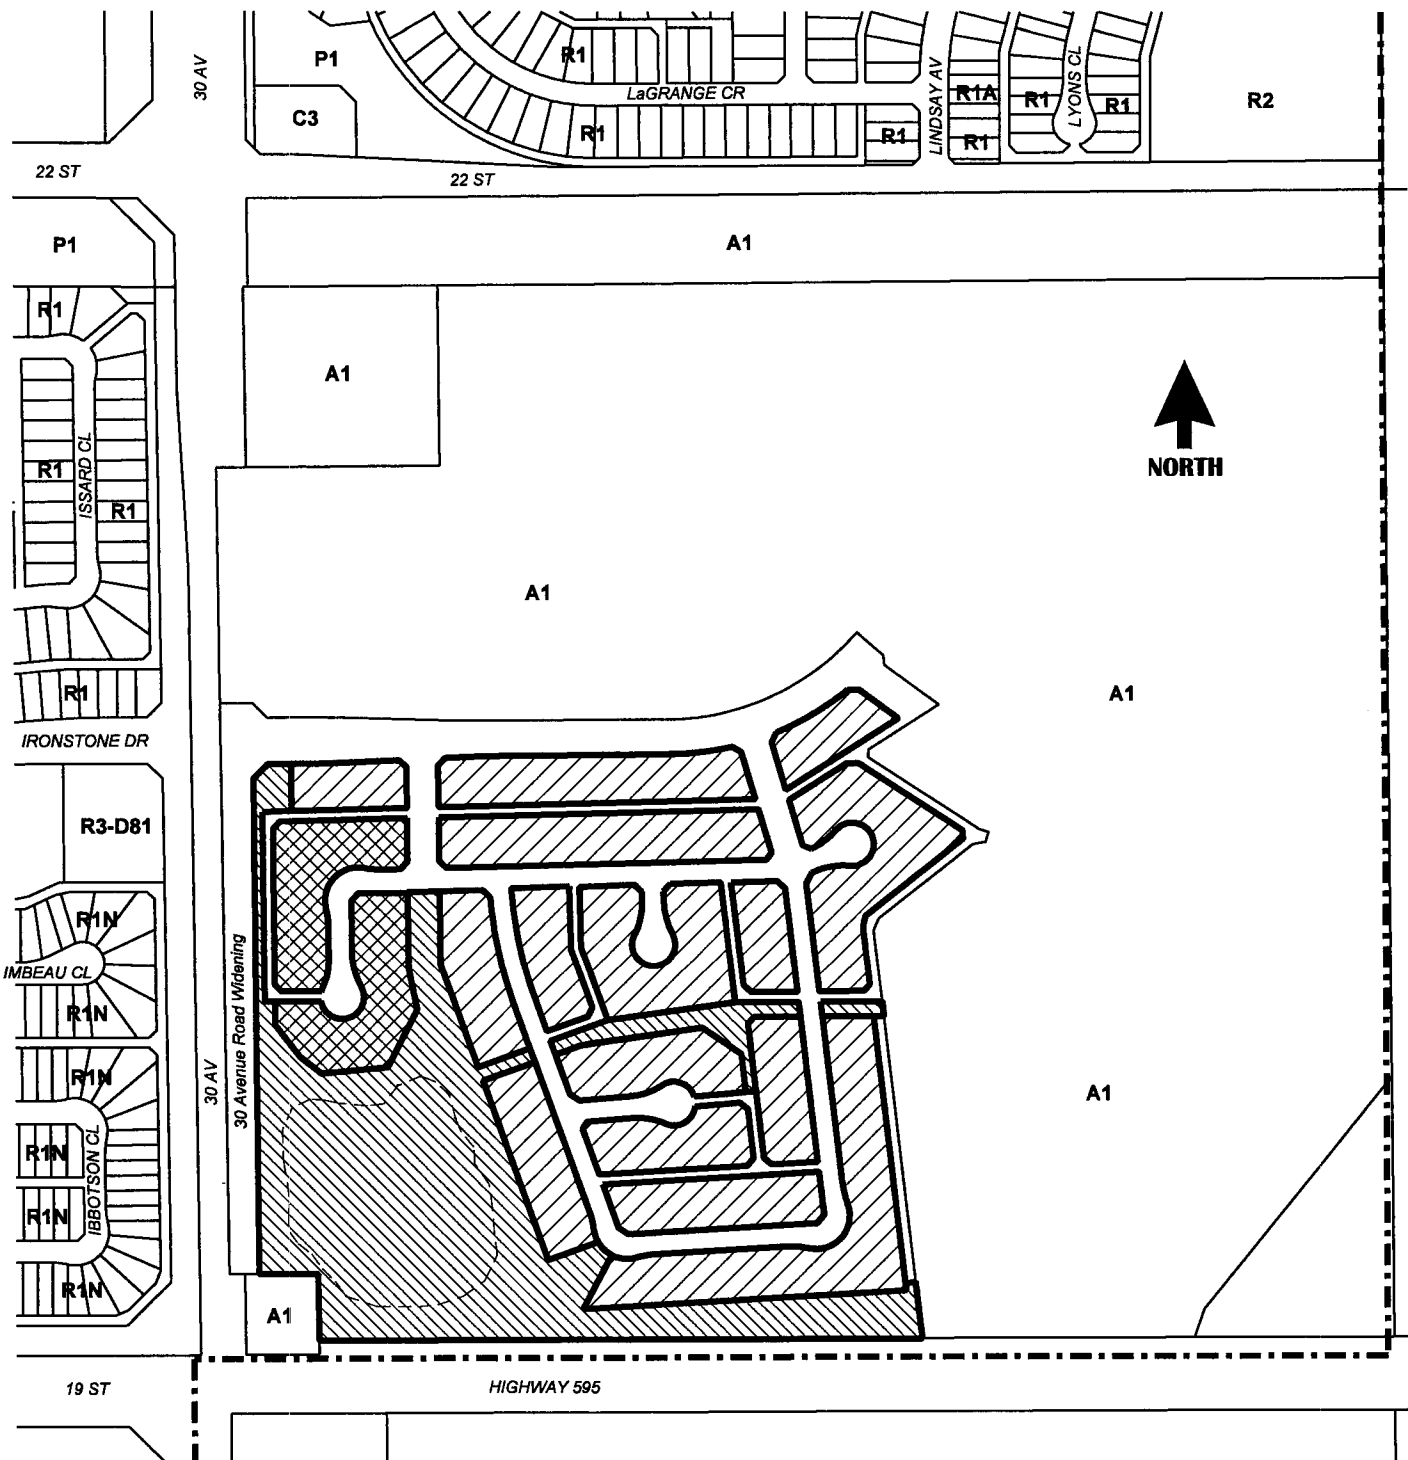 30 AV
P1
C3
R1
LaGRANGE CR
R1
R1
LINDSAY AV
R1A
R1
R1
LYONS CL
R1
R2
22 ST
22 ST
P1
A1
R1
A1
NORTH
R1
ISSARD CL
R1
A1
R1
A1
IRONSTONE DR
R3-D81
R1N
IMBEAU CL
R1N
30 Avenue Road Widening
30 AV
R1N
A1
R1N
IBBOTSON CL
R1N
R1N
A1
19 ST
HIGHWAY 595